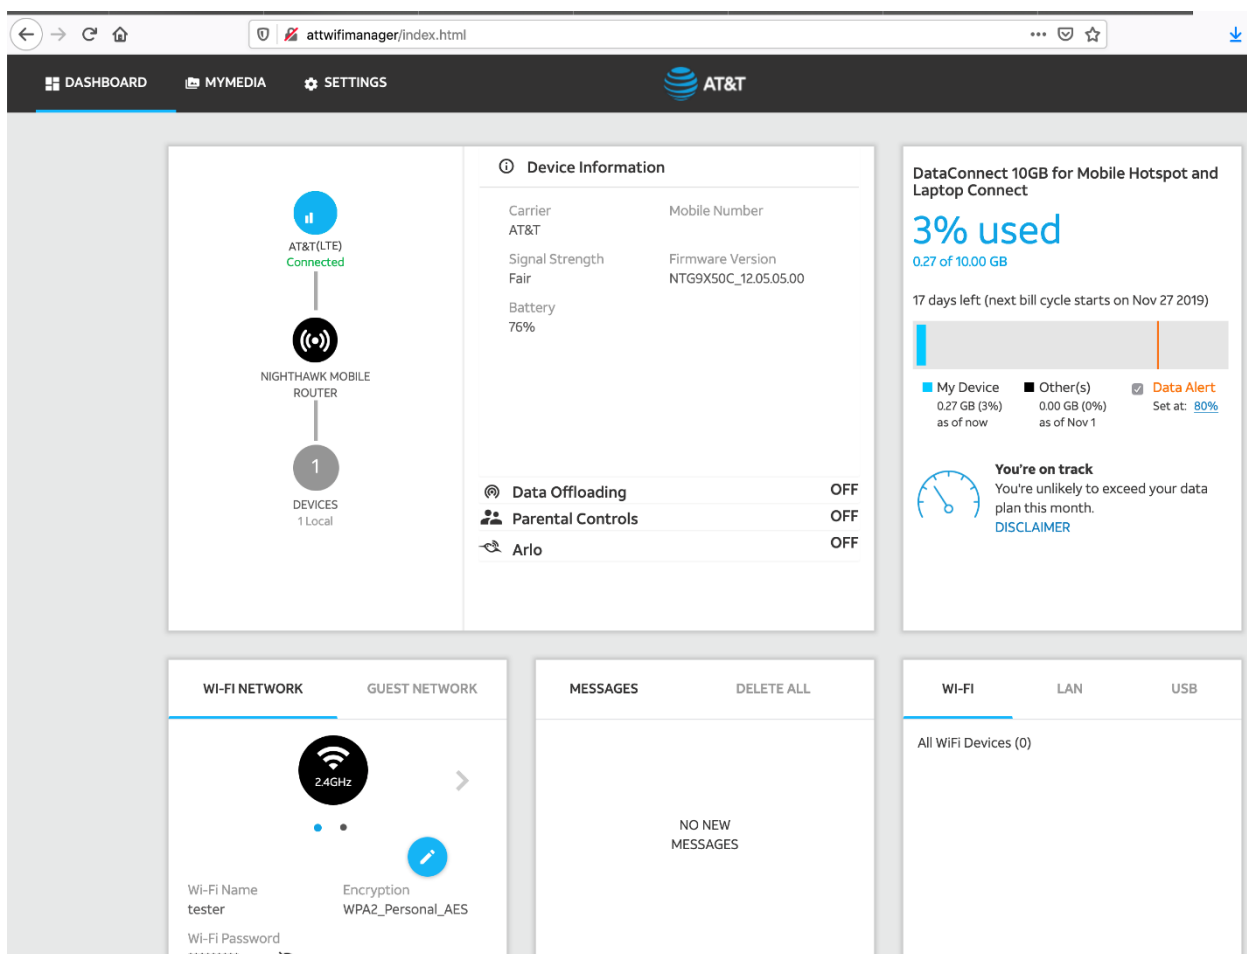 attwifimanager/index.html
DASHBOARD
MYMEDIA
SETTINGS
AT&T
AT&T(LTE)
Connected
NIGHTHAWK MOBILE
ROUTER
1
DEVICES
1 Local
Device Information
Carrier
AT&T
Mobile Number
Signal Strength
Fair
Firmware Version
NTG9X50C_12.05.05.00
Battery
76%
Data Offloading OFF
Parental Controls OFF
Arlo OFF
DataConnect 10GB for Mobile Hotspot and
Laptop Connect
3% used
0.27 of 10.00 GB
17 days left (next bill cycle starts on Nov 27 2019)
My Device
0.27 GB (3%)
as of now
Other(s)
0.00 GB (0%)
as of Nov 1
Data Alert
Set at: 80%
You're on track
You're unlikely to exceed your data
plan this month.
DISCLAIMER
WI-FI NETWORK
GUEST NETWORK
2.4GHz
Wi-Fi Name
tester
Encryption
WPA2_Personal_AES
Wi-Fi Password
MESSAGES
DELETE ALL
NO NEW
MESSAGES
WI-FI
LAN
USB
All WiFi Devices (0)